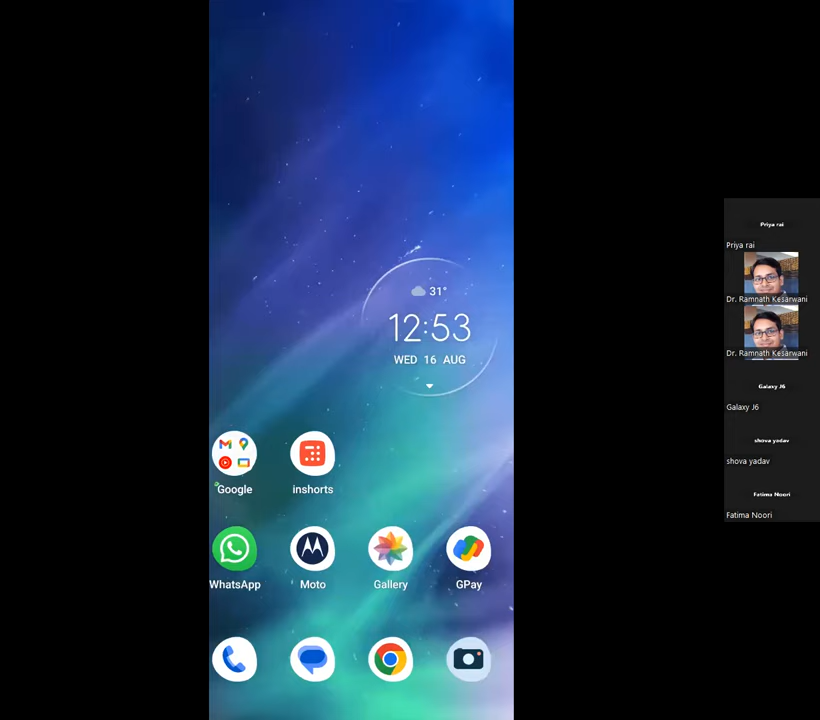 31°
12:53
WED 16 AUG
Google
inshorts
WhatsApp
Moto
Gallery
GPay
Priya rai
Priya rai
Dr. Ramnath Kesarwani
Dr. Ramnath Kesarwani
Galaxy J6
Galaxy J6
shova yadav
shova yadav
Fatima Noori
Fatima Noori